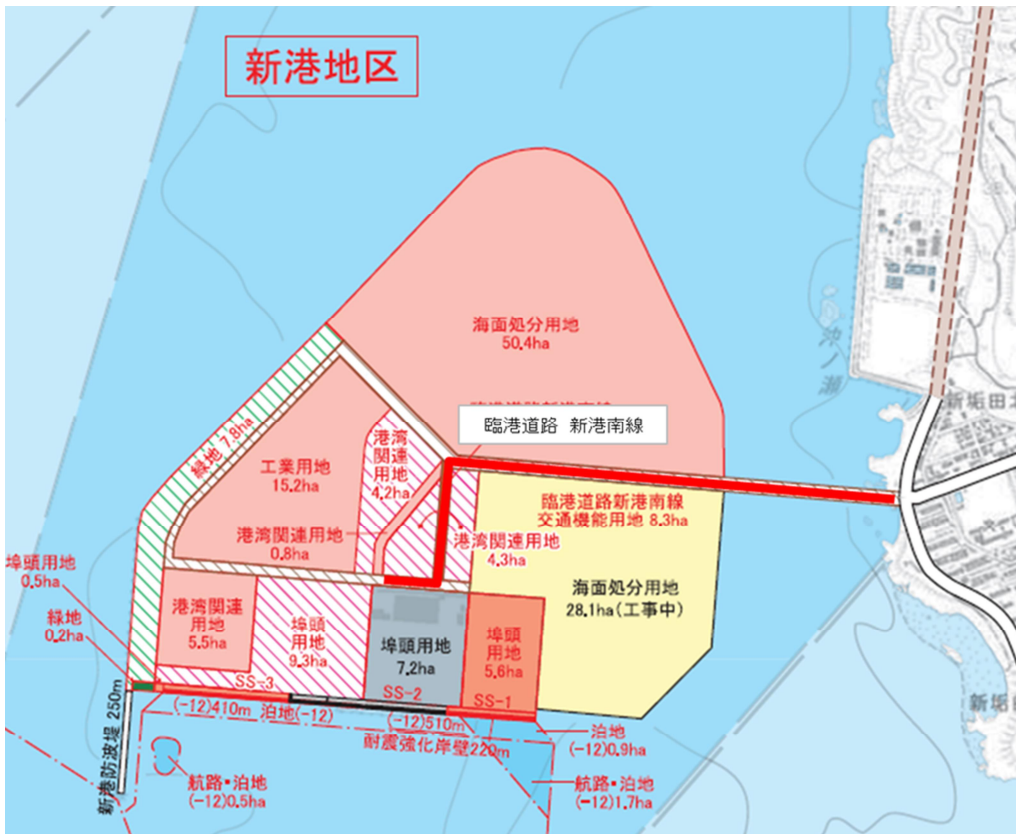 新港地区
海面処分用地
50.4ha
臨港道路 新港南線
緑地 7.8ha
工業用地
15.2ha
港湾
関連
用地
4.2ha
港湾関連用地
0.8ha
臨港道路新港南線
交通機能用地 8.3ha
港湾関連用地
4.3ha
海面処分用地
28.1ha(工事中)
埠頭用地
0.5ha
緑地
0.2ha
港湾関連
用地
5.5ha
埠頭
用地
9.3ha
埠頭用地
7.2ha
埠頭
用地
5.6ha
SS-3
SS-2
SS-1
(-12)410m 泊地(-12)
(-12)510m
耐震強化岸壁220m
泊地
(-12)0.9ha
航路・泊地
(-12)0.5ha
航路・泊地
(-12)1.7ha
新港防波堤 250m
沖ノ瀬
新垢田北
新垢田